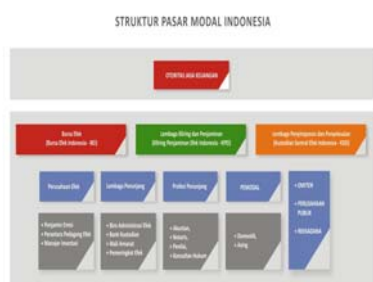 STRUKTUR PASAR MODAL INDONESIA
OTORITAS JASA KEUANGAN
Bursa Efek
(Bursa Efek Indonesia - BEI)
Lembaga Kliring dan Penjaminan
(Kliring Penjaminan Efek Indonesia - KPEI)
Lembaga Penyimpanan dan Penyelesaian
(Kustodian Sentral Efek Indonesia - KSEI)
Perusahaan Efek
Lembaga Penunjang
Profesi Penunjang
PEMODAL
• EMITEN
• PERUSAHAAN
PUBLIK
• REKSADANA
• Penjamin Emisi
• Perantara Pedagang Efek
• Manajer Investasi
• Biro Administrasi Efek
• Bank Kustodian
• Wali Amanat
• Pemeringkat Efek
• Akuntan,
• Notaris,
• Penilai,
• Konsultan Hukum
• Domestik,
• Asing